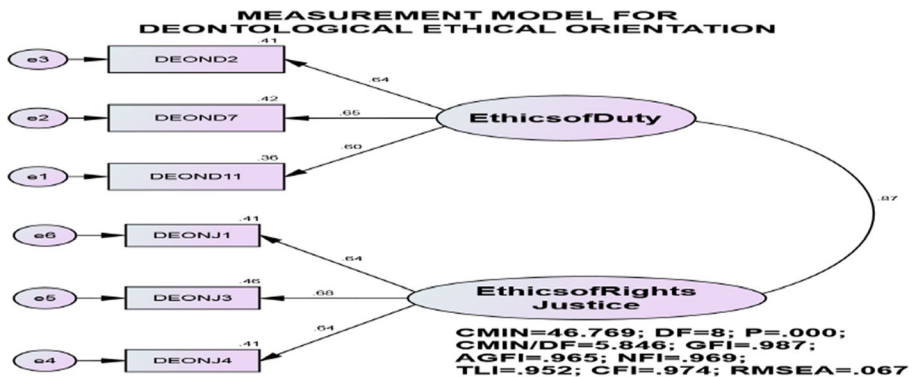 MEASUREMENT MODEL FOR
DEONTOLOGICAL ETHICAL ORIENTATION
.41
e3
DEOND2
.64
.42
e2
DEOND7
.65
EthicsofDuty
.36
e1
DEOND11
.60
.87
.41
e6
DEONJ1
.64
.46
e5
DEONJ3
.68
EthicsofRights
Justice
.41
e4
DEONJ4
.64
CMIN=46.769; DF=8; P=.000;
CMIN/DF=5.846; GFI=.987;
AGFI=.965; NFI=.969;
TLI=.952; CFI=.974; RMSEA=.067